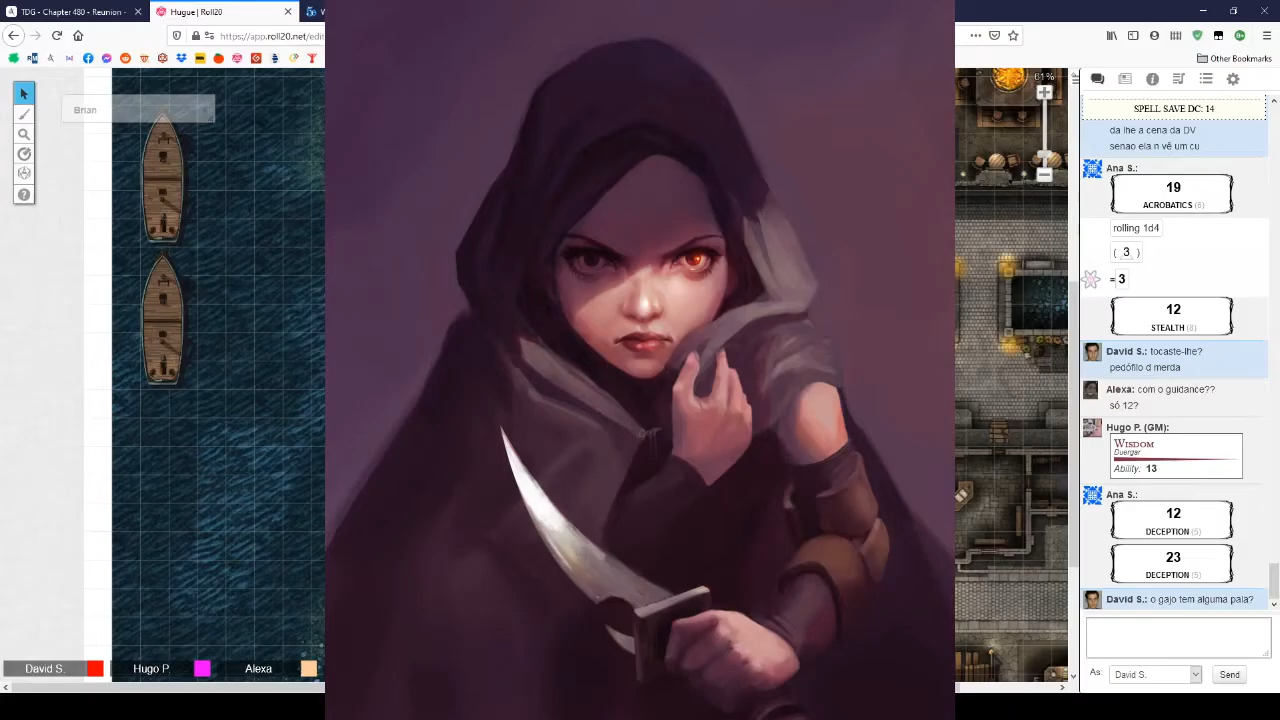 TDG - Chapter 480 - Reunion -
Hugue | Roll20
https://app.roll20.net/edit
Other Bookmarks
Brian
61%
SPELL SAVE DC: 14
da lhe a cena da DV
senao ela n vê um cu
Ana S.:
19
ACROBATICS (8)
rolling 1d4
( 3
= 3
12
STEALTH (8)
David S.: tocaste-lhe?
pedófilo d merda
Alexa: com o guidance??
só 12?
Hugo P. (GM):
WISDOM
Duergar
Ability: 13
Ana S.:
12
DECEPTION (5)
23
DECEPTION (5)
David S.: o gajo tem alguma pala?
David S.
Hugo P
Alexa
As:
David S.
Send